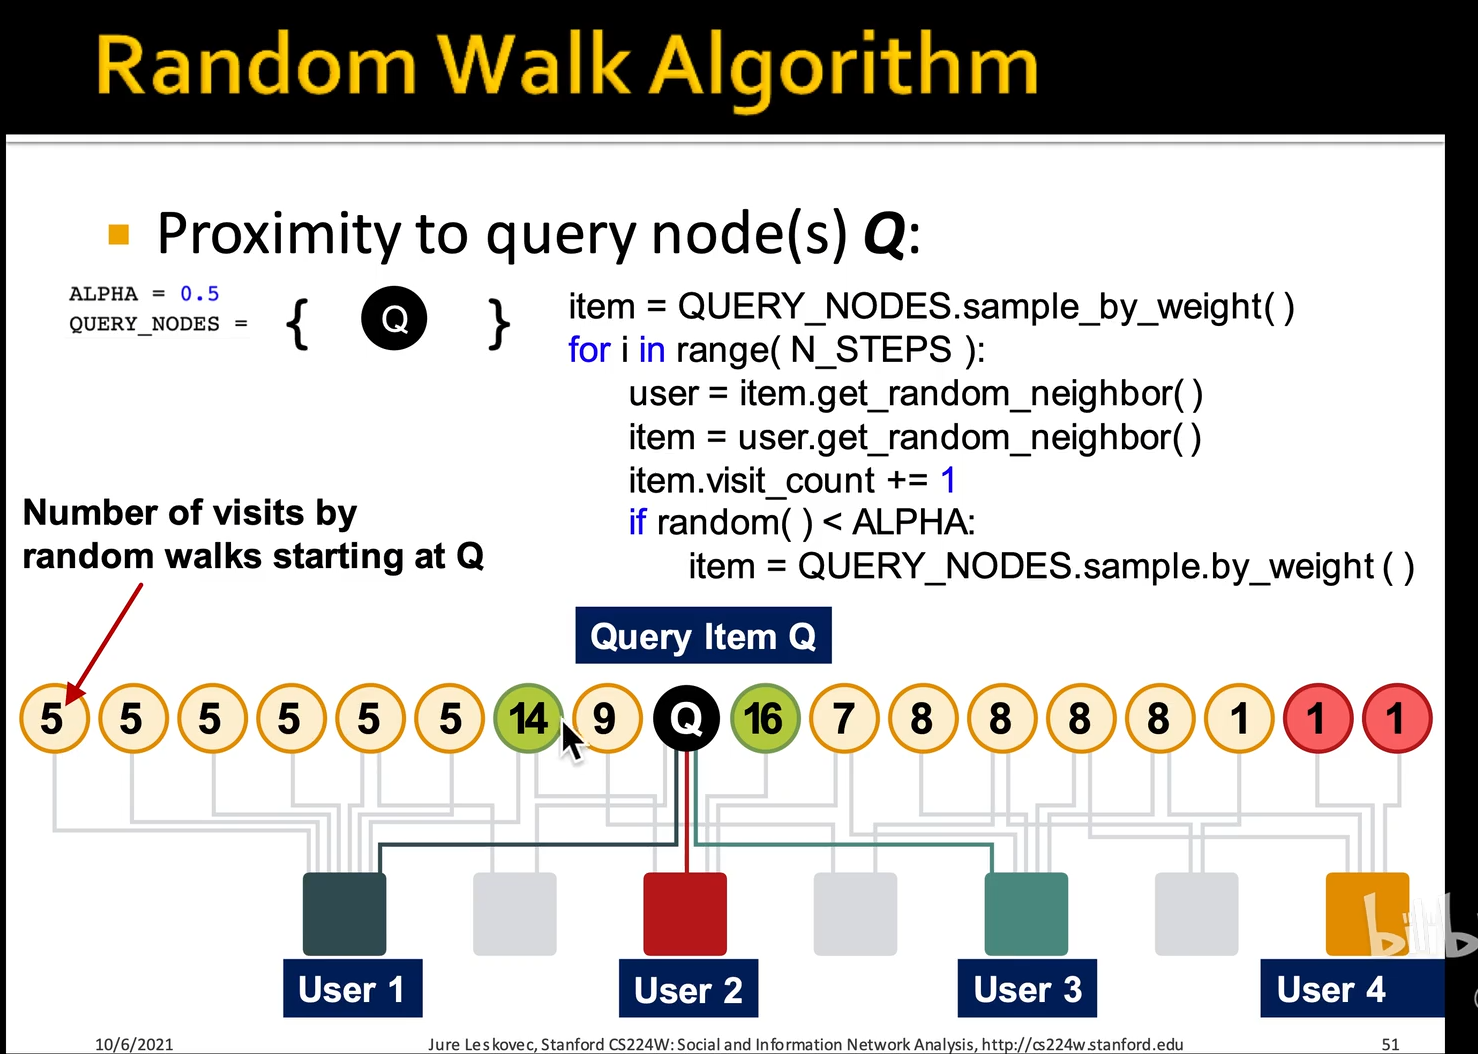 Random Walk Algorithm
Proximity to query node(s) Q:
ALPHA = 0.5
QUERY_NODES = { Q }
item = QUERY_NODES.sample_by_weight( )
for i in range( N_STEPS ):
user = item.get_random_neighbor( )
item = user.get_random_neighbor( )
item.visit_count += 1
if random( ) < ALPHA:
item = QUERY_NODES.sample.by_weight ( )
Number of visits by
random walks starting at Q
Query Item Q
5 5 5 5 5 5 14 9 Q 16 7 8 8 8 8 1 1 1
User 1 User 2 User 3 User 4
10/6/2021 Jure Leskovec, Stanford CS224W: Social and Information Network Analysis, http://cs224w.stanford.edu 51